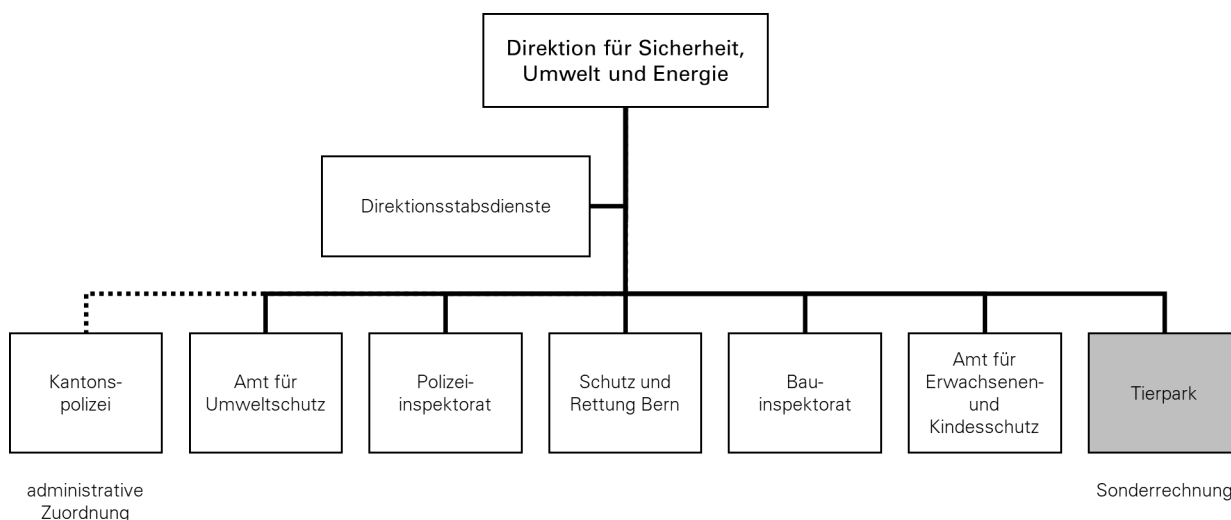 Direktion für Sicherheit,
Umwelt und Energie
Direktionsstabsdienste
Kantons-
polizei
Amt für
Umweltschutz
Polizei-
inspektorat
Schutz und
Rettung Bern
Bau-
inspektorat
Amt für
Erwachsenen-
und
Kindesschutz
Tierpark
administrative
Zuordnung
Sonderrechnung